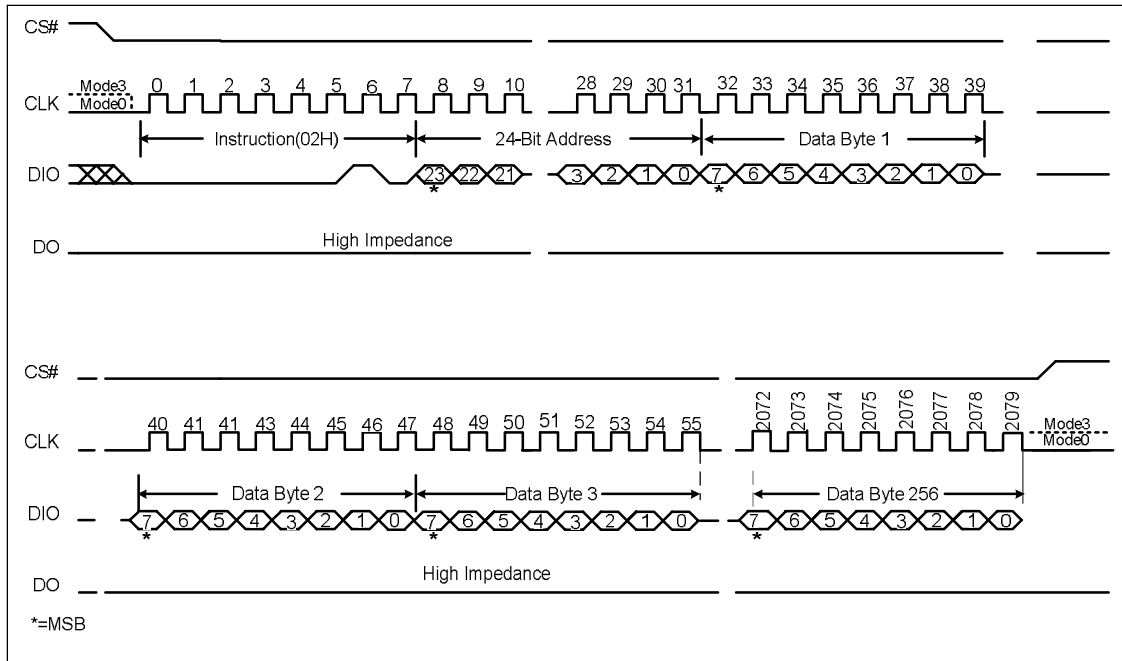 CS#
Mode3
Mode0
CLK
0 1 2 3 4 5 6 7 8 9 10 28 29 30 31 32 33 34 35 36 37 38 39
Instruction(02H) 24-Bit Address Data Byte 1
DIO
23 22 21 3 2 1 0 7 6 5 4 3 2 1 0
* *
High Impedance
DO
CS#
40 41 41 43 44 45 46 47 48 49 50 51 52 53 54 55 2072 2073 2074 2075 2076 2077 2078 2079
CLK
Mode3
Mode0
Data Byte 2 Data Byte 3 Data Byte 256
DIO
7 6 5 4 3 2 1 0 7 6 5 4 3 2 1 0 7 6 5 4 3 2 1 0
* * *
High Impedance
DO
*=MSB